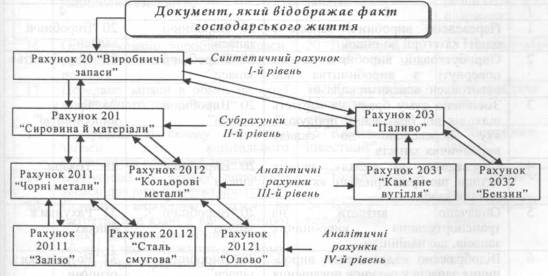 Документ, який відображає факт
господарського життя
Рахунок 20 "Виробничі
запаси"
Синтетичний рахунок
I-й рівень
Рахунок 201
"Сировина й матеріали"
Субрахунки
II-й рівень
Рахунок 203
"Паливо"
Рахунок 2011
"Чорні метали"
Рахунок 2012
"Кольорові
метали"
Аналітичні
рахунки
III-й рівень
Рахунок 2031
"Кам'яне
вугілля"
Рахунок
2032
"Бензин"
Рахунок
20111
"Залізо"
Рахунок 20112
"Сталь
смугова"
Рахунок
20121
"Олово"
Аналітичні
рахунки
IV-й рівень